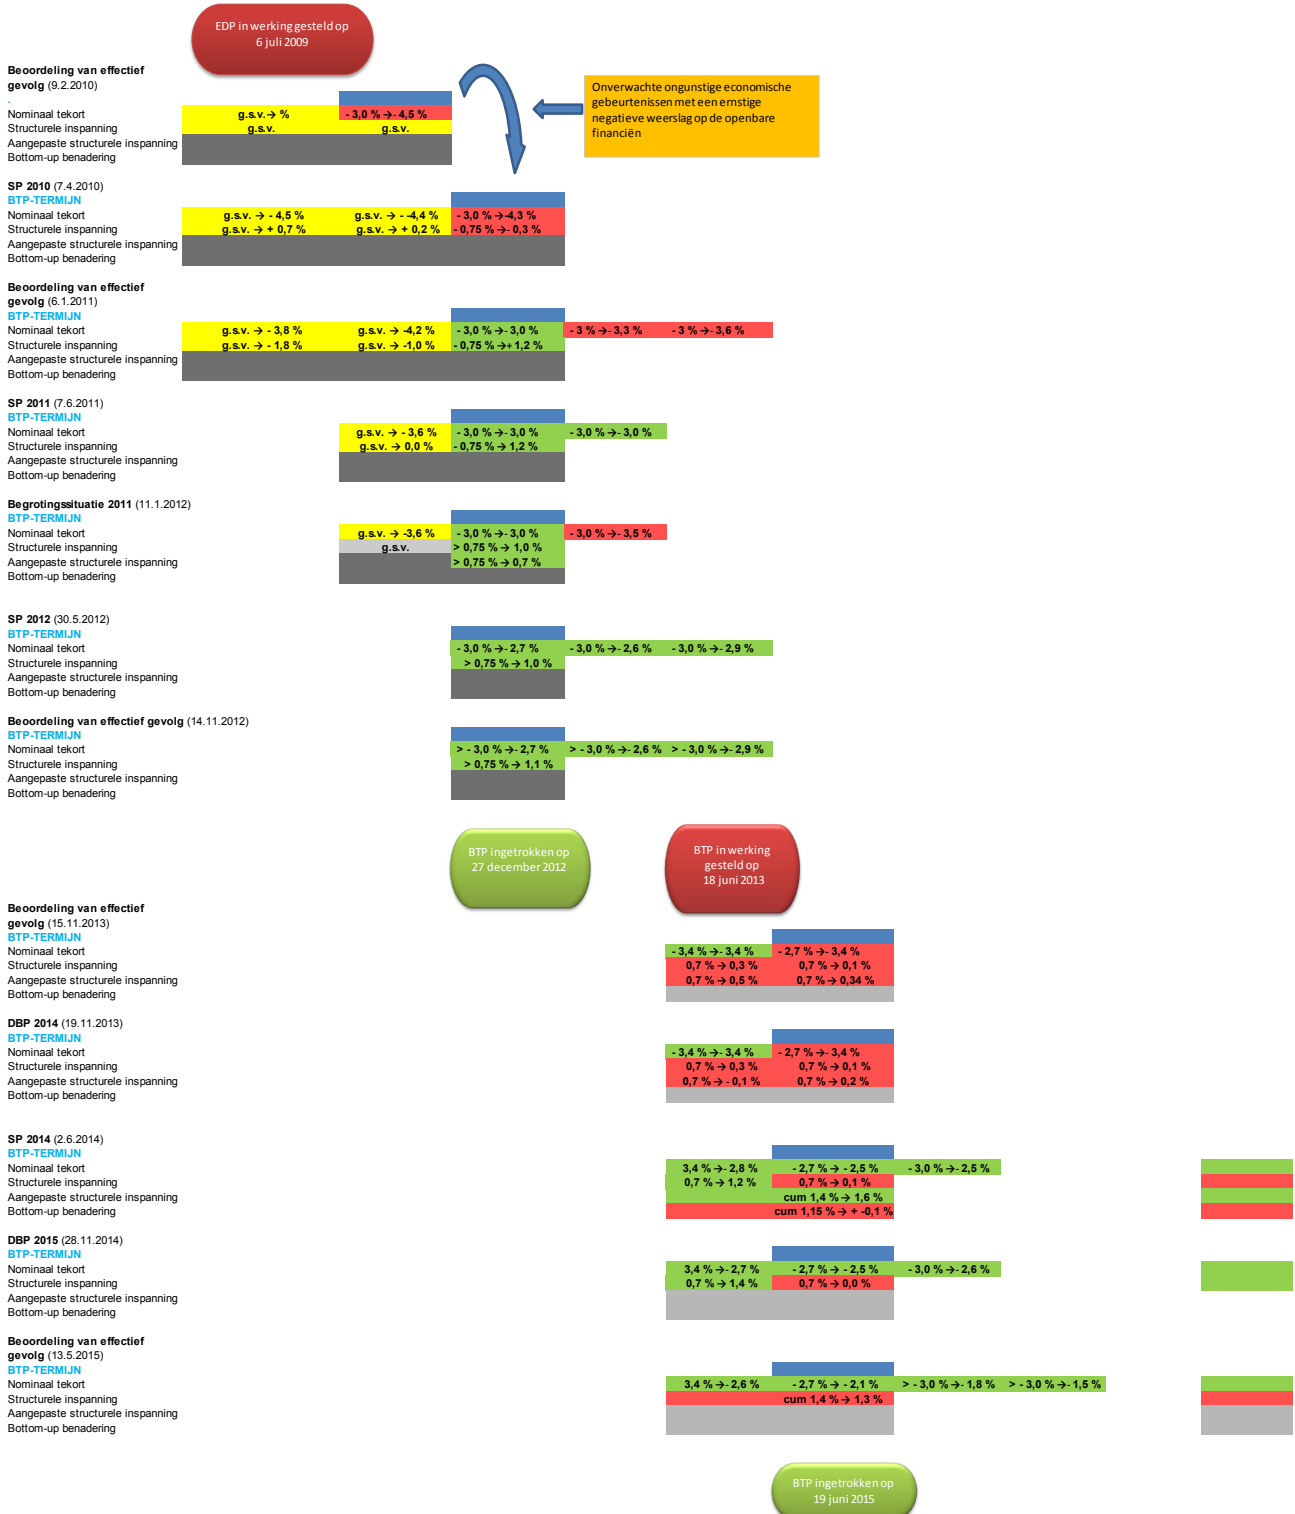 EDP in werking gesteld op
6 juli 2009
Beoordeling van effectief
gevolg (9.2.2010)
.
Onverwachte ongunstige economische
gebeurtenissen met een ernstige
negatieve weerslag op de openbare
financiën
Nominaal tekort g.s.v.→ % - 3,0 % →- 4,5 %
Structurele inspanning g.s.v. g.s.v.
Aangepaste structurele inspanning
Bottom-up benadering
SP 2010 (7.4.2010)
BTP-TERMIJN
Nominaal tekort g.s.v. → - 4,5 % g.s.v. → - -4,4 % - 3,0 % →-4,3 %
Structurele inspanning g.s.v. → + 0,7 % g.s.v. → + 0,2 % - 0,75 % →- 0,3 %
Aangepaste structurele inspanning
Bottom-up benadering
Beoordeling van effectief
gevolg (6.1.2011)
BTP-TERMIJN
Nominaal tekort g.s.v. → - 3,8 % g.s.v. → -4,2 % - 3,0 % →- 3,0 % - 3 % →- 3,3 % - 3 % →- 3,6 %
Structurele inspanning g.s.v. → - 1,8 % g.s.v. → -1,0 % - 0,75 % →+ 1,2 %
Aangepaste structurele inspanning
Bottom-up benadering
SP 2011 (7.6.2011)
BTP-TERMIJN
Nominaal tekort g.s.v. → - 3,6 % - 3,0 % →- 3,0 % - 3,0 % →- 3,0 %
Structurele inspanning g.s.v. → 0,0 % - 0,75 % → 1,2 %
Aangepaste structurele inspanning
Bottom-up benadering
Begrotingssituatie 2011 (11.1.2012)
BTP-TERMIJN
Nominaal tekort g.s.v. → -3,6 % - 3,0 % →- 3,0 % - 3,0 % →- 3,5 %
Structurele inspanning g.s.v. > 0,75 % → 1,0 %
Aangepaste structurele inspanning > 0,75 % → 0,7 %
Bottom-up benadering
SP 2012 (30.5.2012)
BTP-TERMIJN
Nominaal tekort - 3,0 % →- 2,7 % - 3,0 % →- 2,6 % - 3,0 % →- 2,9 %
Structurele inspanning > 0,75 % → 1,0 %
Aangepaste structurele inspanning
Bottom-up benadering
Beoordeling van effectief gevolg (14.11.2012)
BTP-TERMIJN
Nominaal tekort > - 3,0 % →- 2,7 % > - 3,0 % →- 2,6 % > - 3,0 % →- 2,9 %
Structurele inspanning > 0,75 % → 1,1 %
Aangepaste structurele inspanning
Bottom-up benadering
BTP ingetrokken op
27 december 2012
BTP in werking
gesteld op
18 juni 2013
Beoordeling van effectief
gevolg (15.11.2013)
BTP-TERMIJN
Nominaal tekort - 3,4 % →- 3,4 % - 2,7 % →- 3,4 %
Structurele inspanning 0,7 % → 0,3 % 0,7 % → 0,1 %
Aangepaste structurele inspanning 0,7 % → 0,5 % 0,7 % → 0,34 %
Bottom-up benadering
DBP 2014 (19.11.2013)
BTP-TERMIJN
Nominaal tekort - 3,4 % →- 3,4 % - 2,7 % →- 3,4 %
Structurele inspanning 0,7 % → 0,3 % 0,7 % → 0,1 %
Aangepaste structurele inspanning 0,7 % → - 0,1 % 0,7 % → 0,2 %
Bottom-up benadering
SP 2014 (2.6.2014)
BTP-TERMIJN
Nominaal tekort 3,4 % →- 2,8 % - 2,7 % → - 2,5 % - 3,0 % →- 2,5 %
Structurele inspanning 0,7 % → 1,2 % 0,7 % → 0,1 %
Aangepaste structurele inspanning cum 1,4 % → 1,6 %
Bottom-up benadering cum 1,15 % → + -0,1 %
DBP 2015 (28.11.2014)
BTP-TERMIJN
Nominaal tekort 3,4 % →- 2,7 % - 2,7 % → - 2,5 % - 3,0 % →- 2,6 %
Structurele inspanning 0,7 % → 1,4 % 0,7 % → 0,0 %
Aangepaste structurele inspanning
Bottom-up benadering
Beoordeling van effectief
gevolg (13.5.2015)
BTP-TERMIJN
Nominaal tekort 3,4 % →- 2,6 % - 2,7 % → - 2,1 % > - 3,0 % →- 1,8 % > - 3,0 % →- 1,5 %
Structurele inspanning cum 1,4 % → 1,3 %
Aangepaste structurele inspanning
Bottom-up benadering
BTP ingetrokken op
19 juni 2015